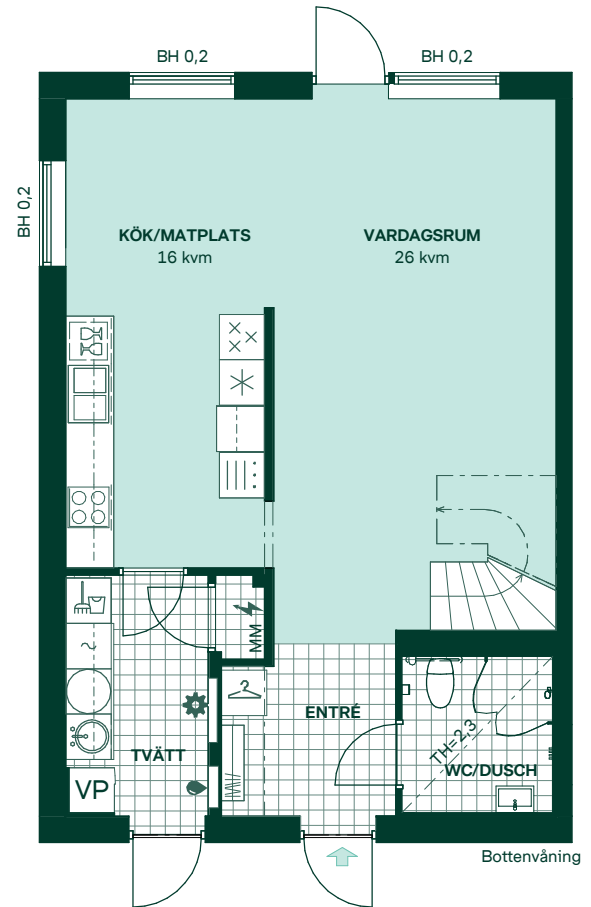 BH 0,2
BH 0,2
BH 0,2
KÖK/MATPLATS
16 kvm
VARDAGSRUM
26 kvm
MM
ENTRÉ
TVÄTT
TH=2,3
WC/DUSCH
VP
Bottenvåning